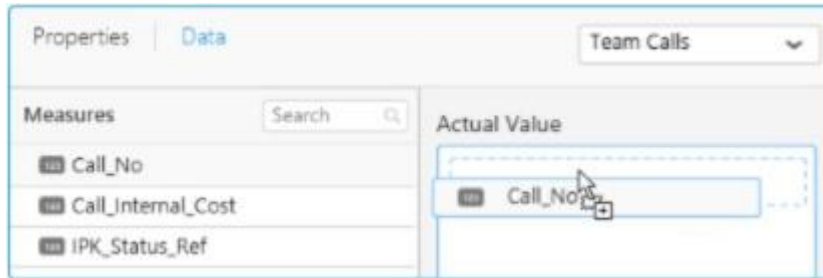 Properties Data Team Calls
Measures Search Actual Value
Call_No
Call_Internal_Cost Call_No
IPK_Status_Ref